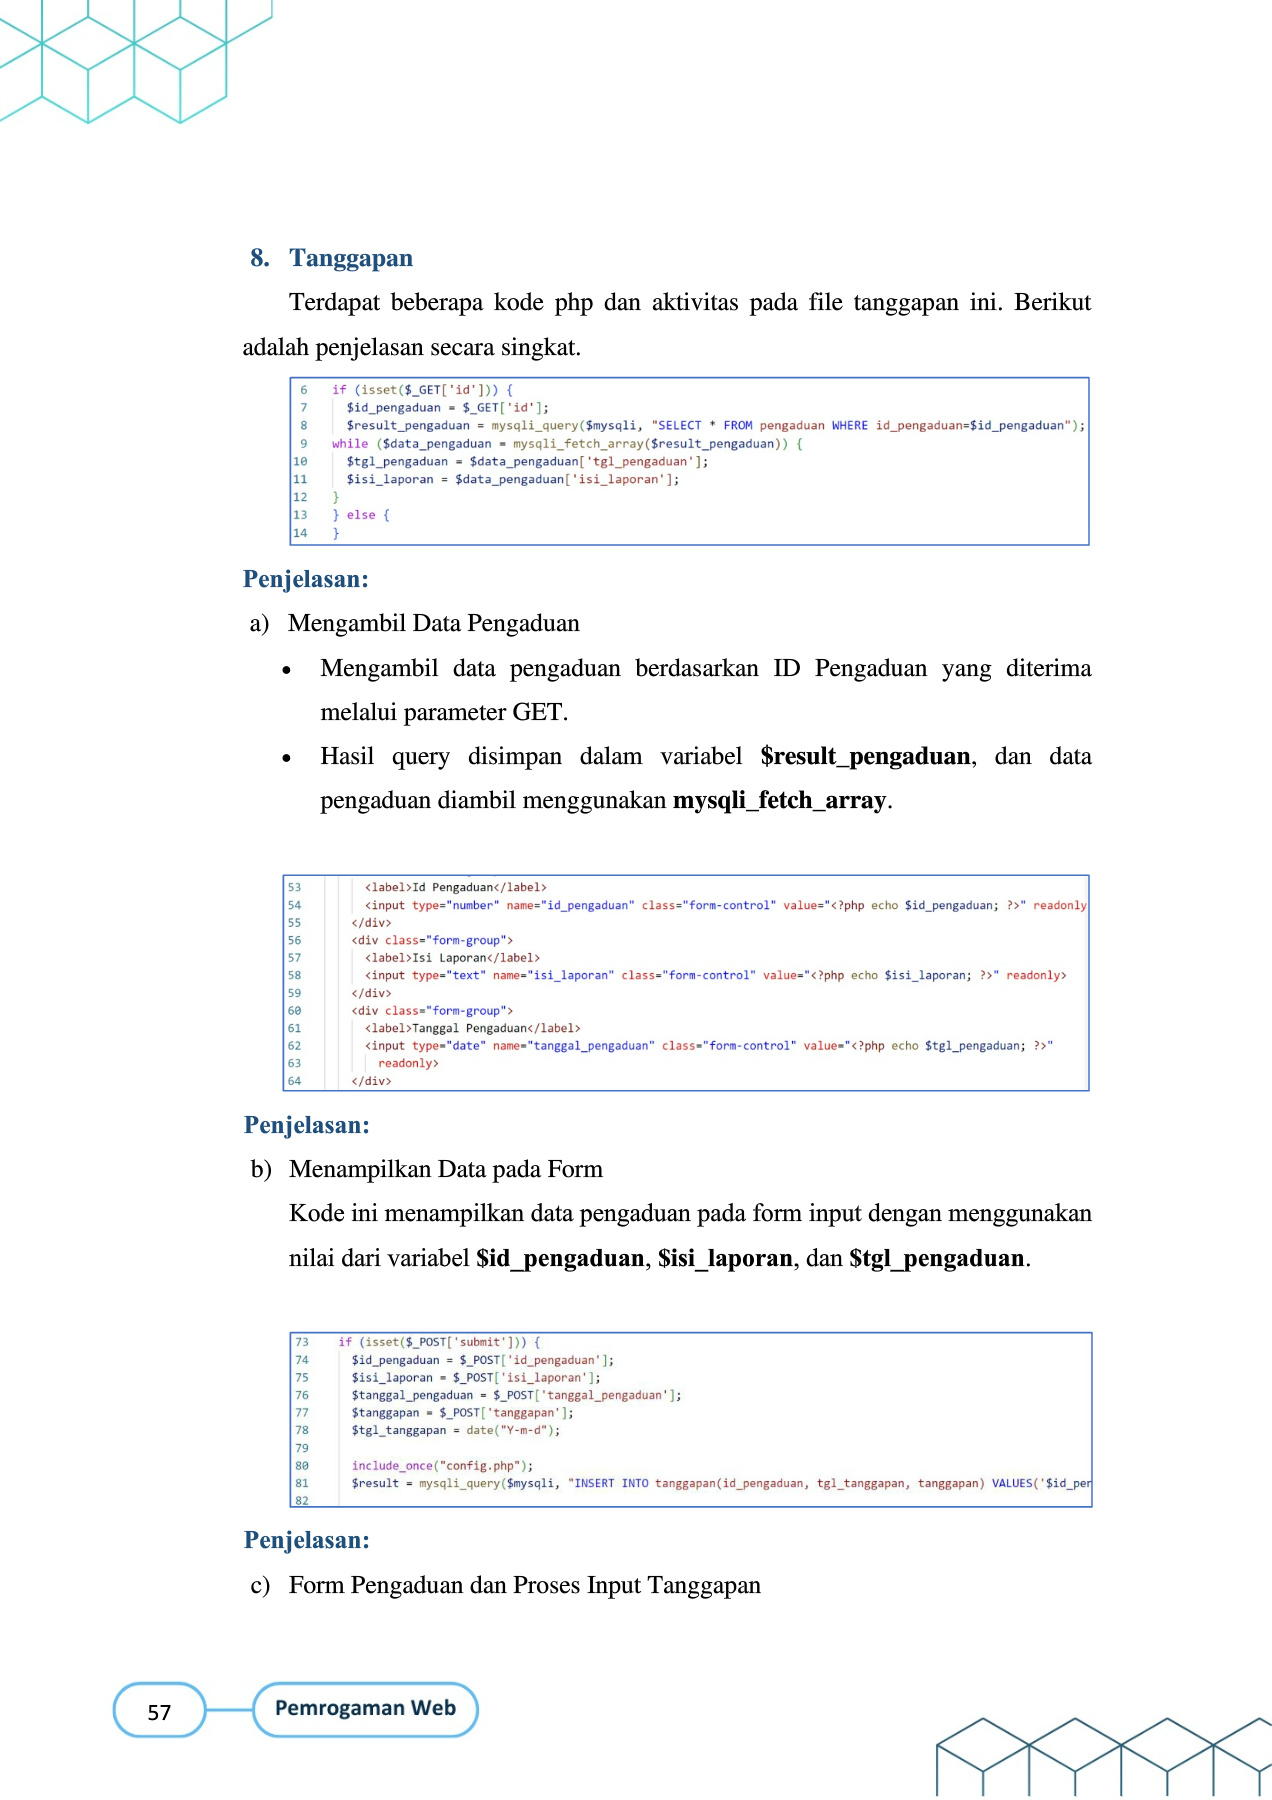 8. Tanggapan
Terdapat beberapa kode php dan aktivitas pada file tanggapan ini. Berikut
adalah penjelasan secara singkat.
6 if (isset($_GET['id'])) {
7 $id_pengaduan = $_GET['id'];
8 $result_pengaduan = mysqli_query($mysqli, "SELECT * FROM pengaduan WHERE id_pengaduan=$id_pengaduan");
9 while ($data_pengaduan = mysqli_fetch_array($result_pengaduan)) {
10 $tgl_pengaduan = $data_pengaduan['tgl_pengaduan'];
11 $isi_laporan = $data_pengaduan['isi_laporan'];
12 }
13 } else {
14 }
Penjelasan:
a) Mengambil Data Pengaduan
• Mengambil data pengaduan berdasarkan ID Pengaduan yang diterima
melalui parameter GET.
• Hasil query disimpan dalam variabel $result_pengaduan, dan data
pengaduan diambil menggunakan mysqli_fetch_array.
53 <label>Id Pengaduan</label>
54 <input type="number" name="id_pengaduan" class="form-control" value="<?php echo $id_pengaduan; ?>" readonly
55 </div>
56 <div class="form-group">
57 <label>Isi Laporan</label>
58 <input type="text" name="isi_laporan" class="form-control" value="<?php echo $isi_laporan; ?>" readonly>
59 </div>
60 <div class="form-group">
61 <label>Tanggal Pengaduan</label>
62 <input type="date" name="tanggal_pengaduan" class="form-control" value="<?php echo $tgl_pengaduan; ?>"
63 readonly>
64 </div>
Penjelasan:
b) Menampilkan Data pada Form
Kode ini menampilkan data pengaduan pada form input dengan menggunakan
nilai dari variabel $id_pengaduan, $isi_laporan, dan $tgl_pengaduan.
73 if (isset($_POST['submit'])) {
74 $id_pengaduan = $_POST['id_pengaduan'];
75 $isi_laporan = $_POST['isi_laporan'];
76 $tanggal_pengaduan = $_POST['tanggal_pengaduan'];
77 $tanggapan = $_POST['tanggapan'];
78 $tgl_tanggapan = date("Y-m-d");
79
80 include_once("config.php");
81 $result = mysqli_query($mysqli, "INSERT INTO tanggapan(id_pengaduan, tgl_tanggapan, tanggapan) VALUES('$id_per
82
Penjelasan:
c) Form Pengaduan dan Proses Input Tanggapan
57 Pemrogaman Web